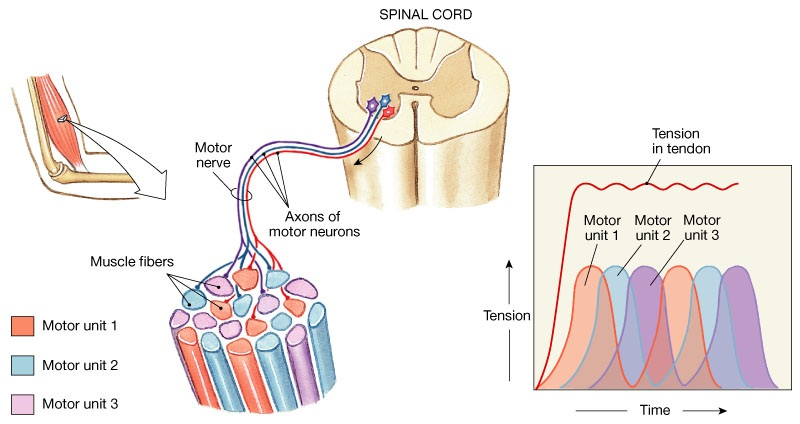 SPINAL CORD
Motor
nerve
Axons of
motor neurons
Muscle fibers
Motor unit 1
Motor unit 2
Motor unit 3
Tension
in tendon
Motor
unit 1
Motor
unit 2
Motor
unit 3
Tension
Time